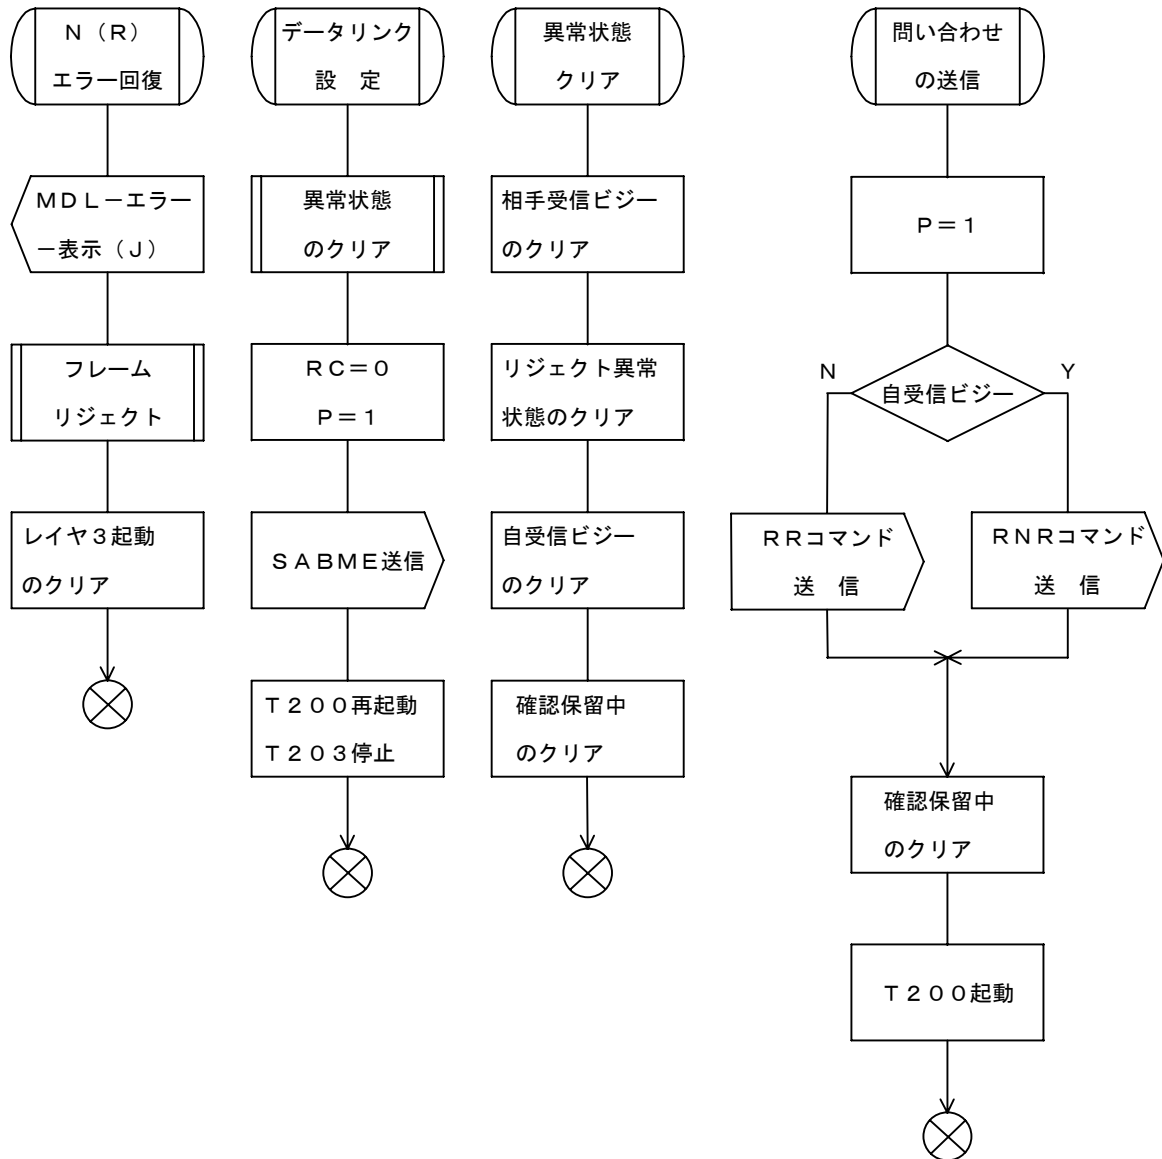 N（R）
エラー回復
MDL－エラー
－表示（J）
フレーム
リジェクト
レイヤ３起動
のクリア
データリンク
設　定
異常状態
のクリア
RC＝０
P＝１
SABME送信
T２００再起動
T２０３停止
異常状態
クリア
相手受信ビジー
のクリア
リジェクト異常
状態のクリア
自受信ビジー
のクリア
確認保留中
のクリア
問い合わせ
の送信
P＝１
自受信ビジー
N
Y
RRコマンド
送　信
RNRコマンド
送　信
確認保留中
のクリア
T２００起動